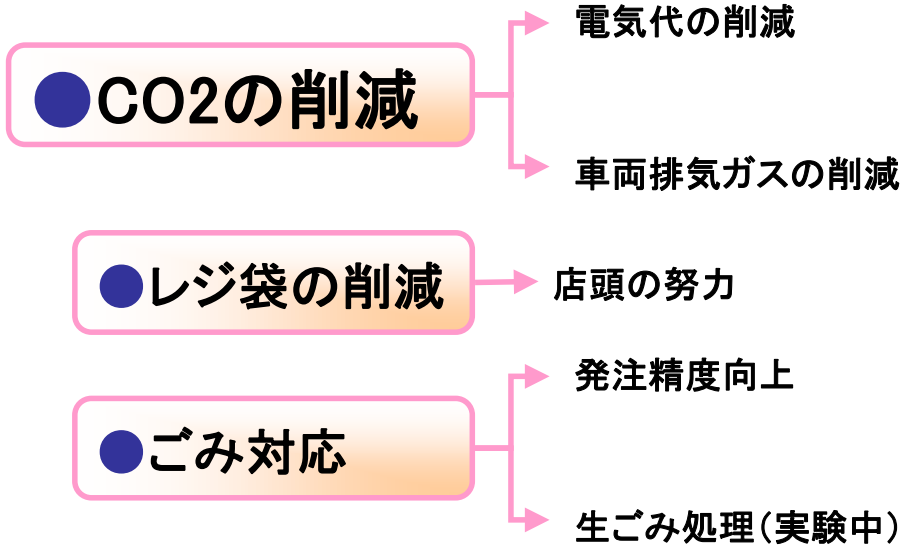 ●CO2の削減
電気代の削減
車両排気ガスの削減
●レジ袋の削減
店頭の努力
●ごみ対応
発注精度向上
生ごみ処理（実験中）